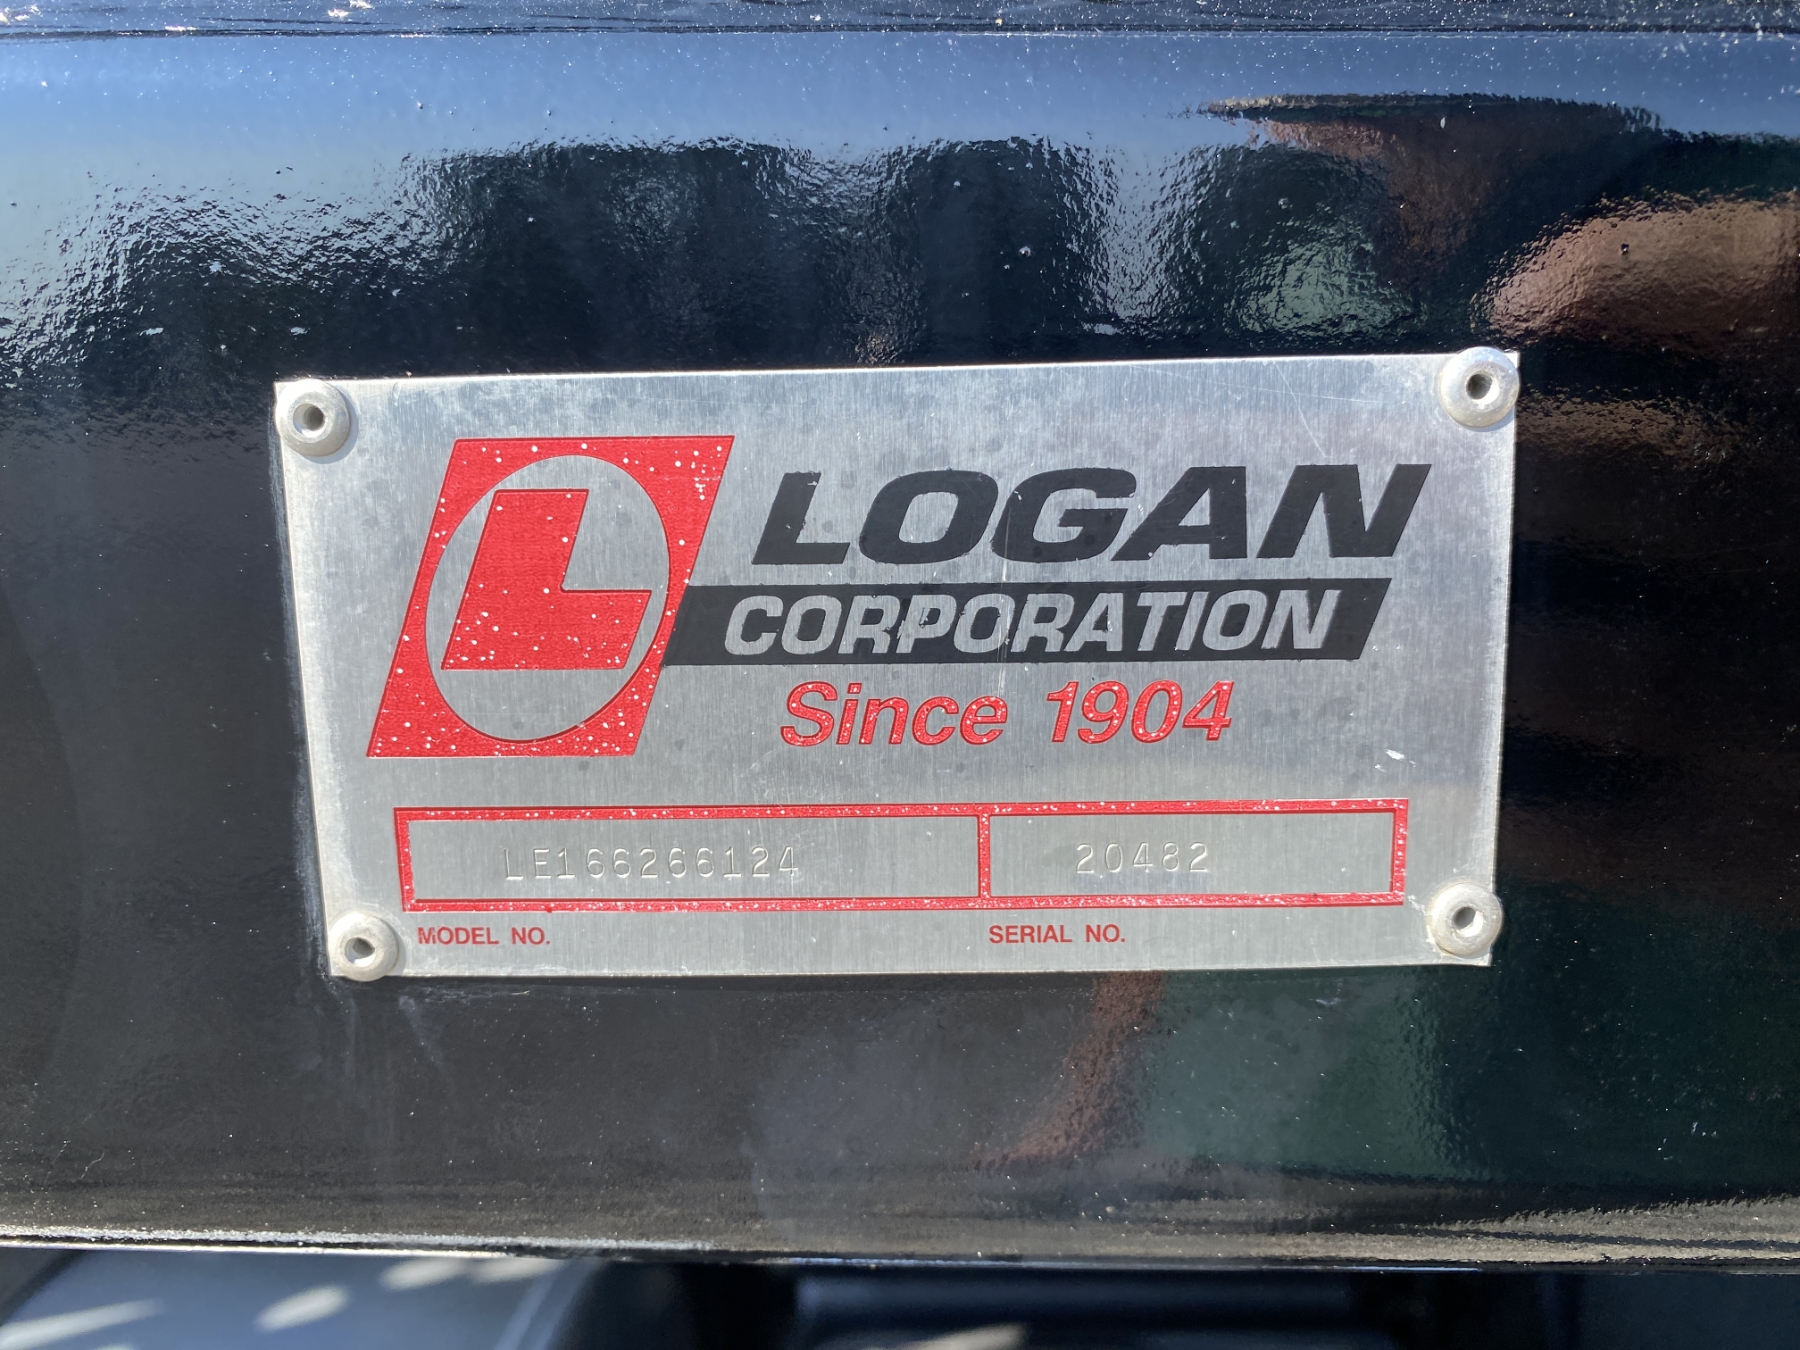 L
LOGAN
CORPORATION
Since 1904
LE166266124
20482
MODEL NO.
SERIAL NO.